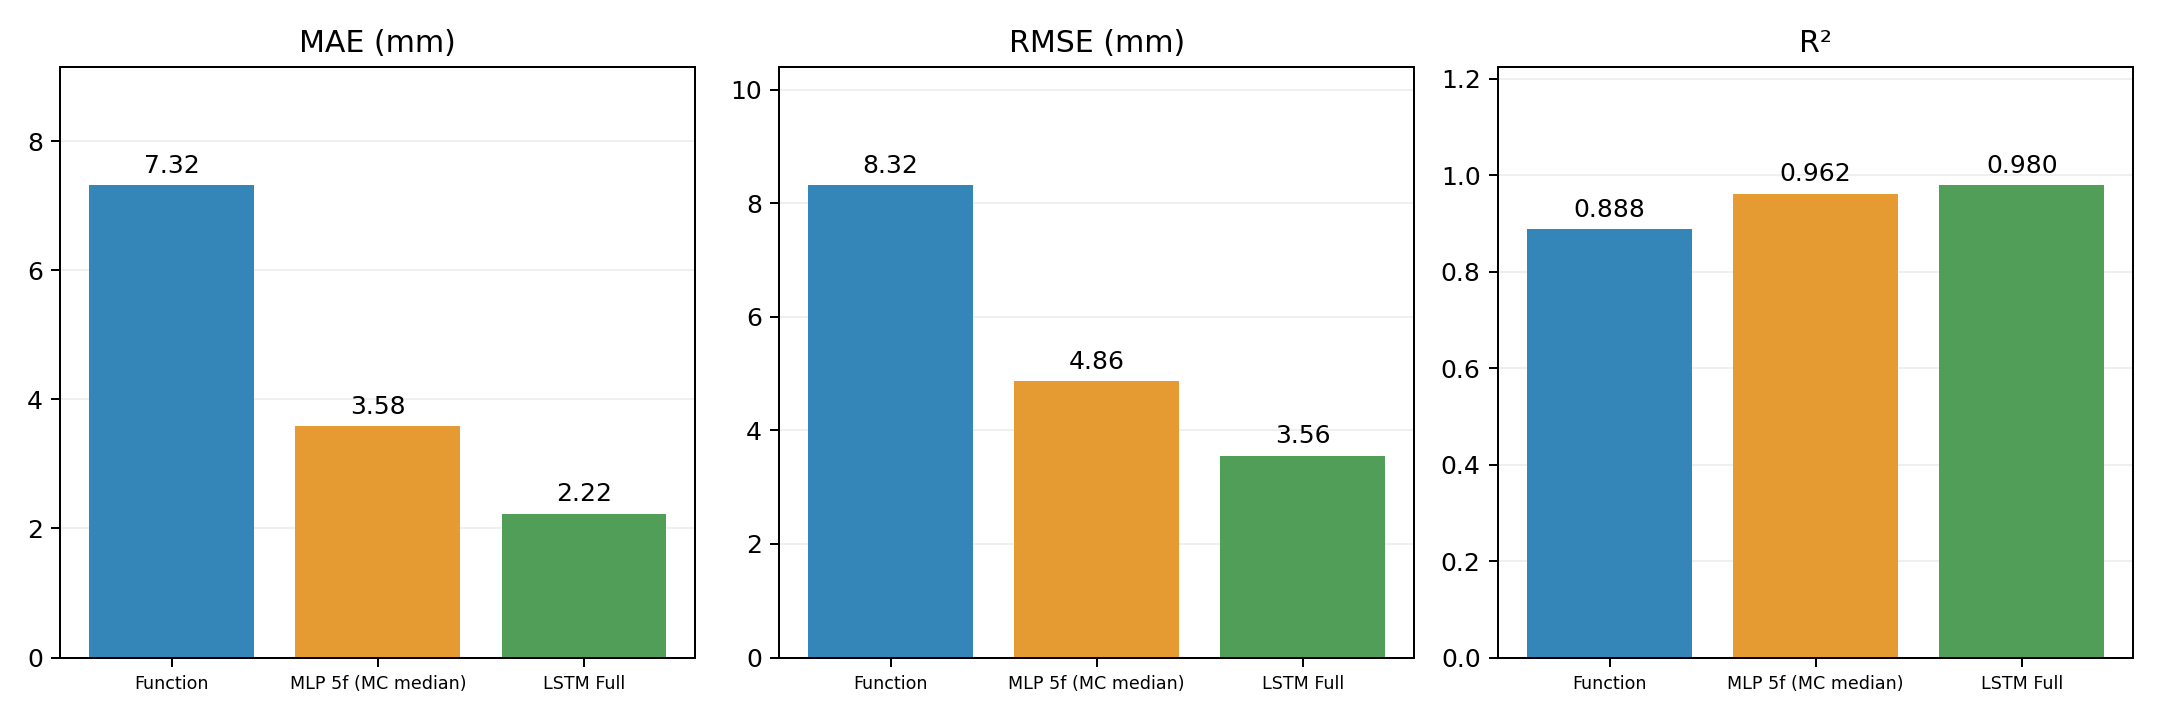 MAE (mm)
8
6
4
2
0
7.32
3.58
2.22
Function
MLP 5f (MC median)
LSTM Full
RMSE (mm)
10
8
6
4
2
0
8.32
4.86
3.56
Function
MLP 5f (MC median)
LSTM Full
R²
1.2
1.0
0.8
0.6
0.4
0.2
0.0
0.888
0.962
0.980
Function
MLP 5f (MC median)
LSTM Full